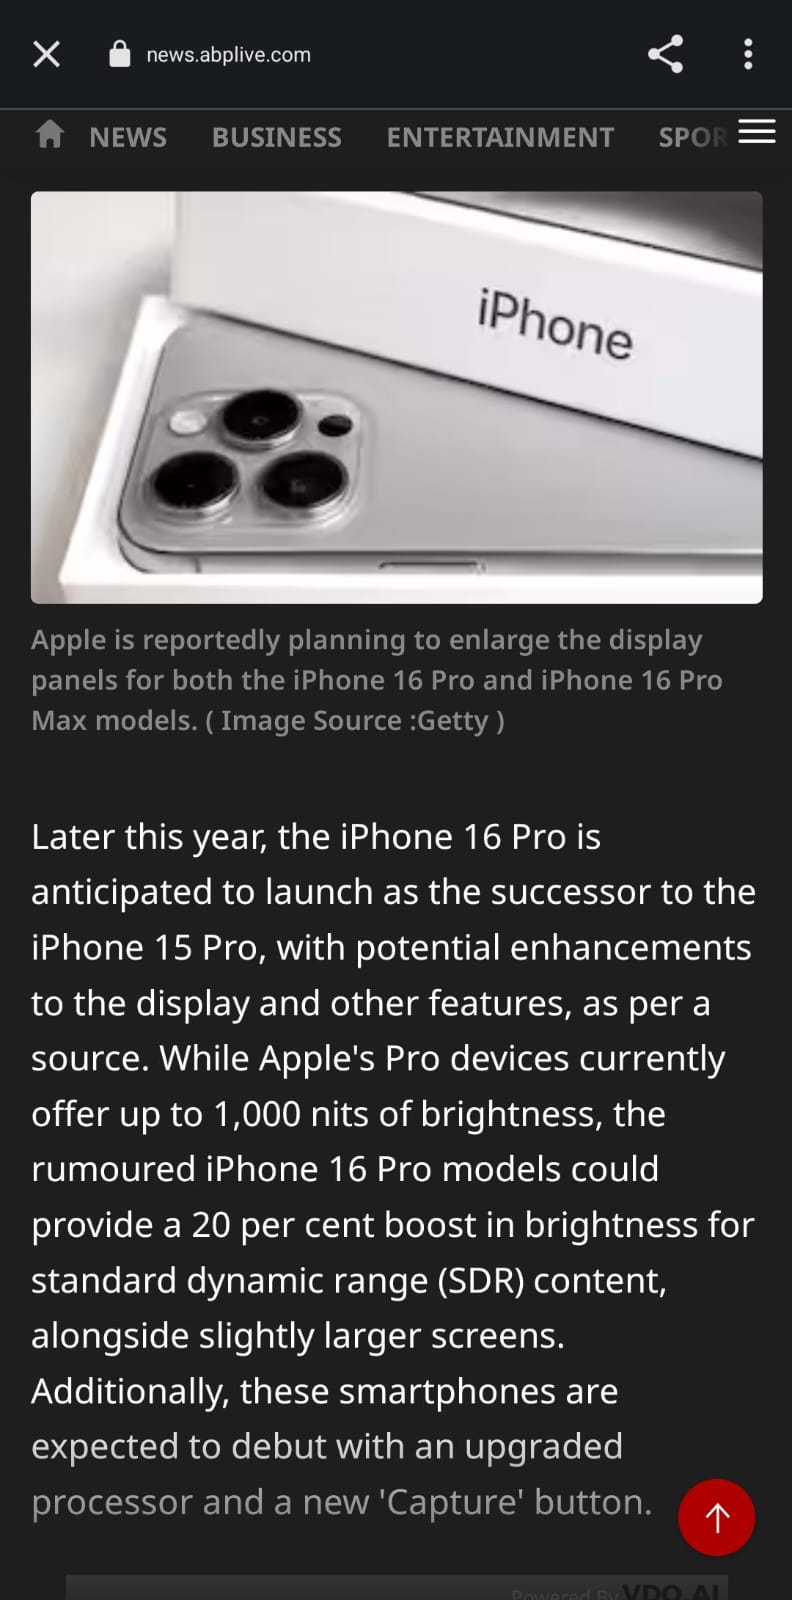 news.abplive.com
NEWS BUSINESS ENTERTAINMENT SPOR
iPhone
Apple is reportedly planning to enlarge the display
panels for both the iPhone 16 Pro and iPhone 16 Pro
Max models. ( Image Source :Getty )
Later this year, the iPhone 16 Pro is
anticipated to launch as the successor to the
iPhone 15 Pro, with potential enhancements
to the display and other features, as per a
source. While Apple's Pro devices currently
offer up to 1,000 nits of brightness, the
rumoured iPhone 16 Pro models could
provide a 20 per cent boost in brightness for
standard dynamic range (SDR) content,
alongside slightly larger screens.
Additionally, these smartphones are
expected to debut with an upgraded
processor and a new 'Capture' button.
Powered By VDO.AI